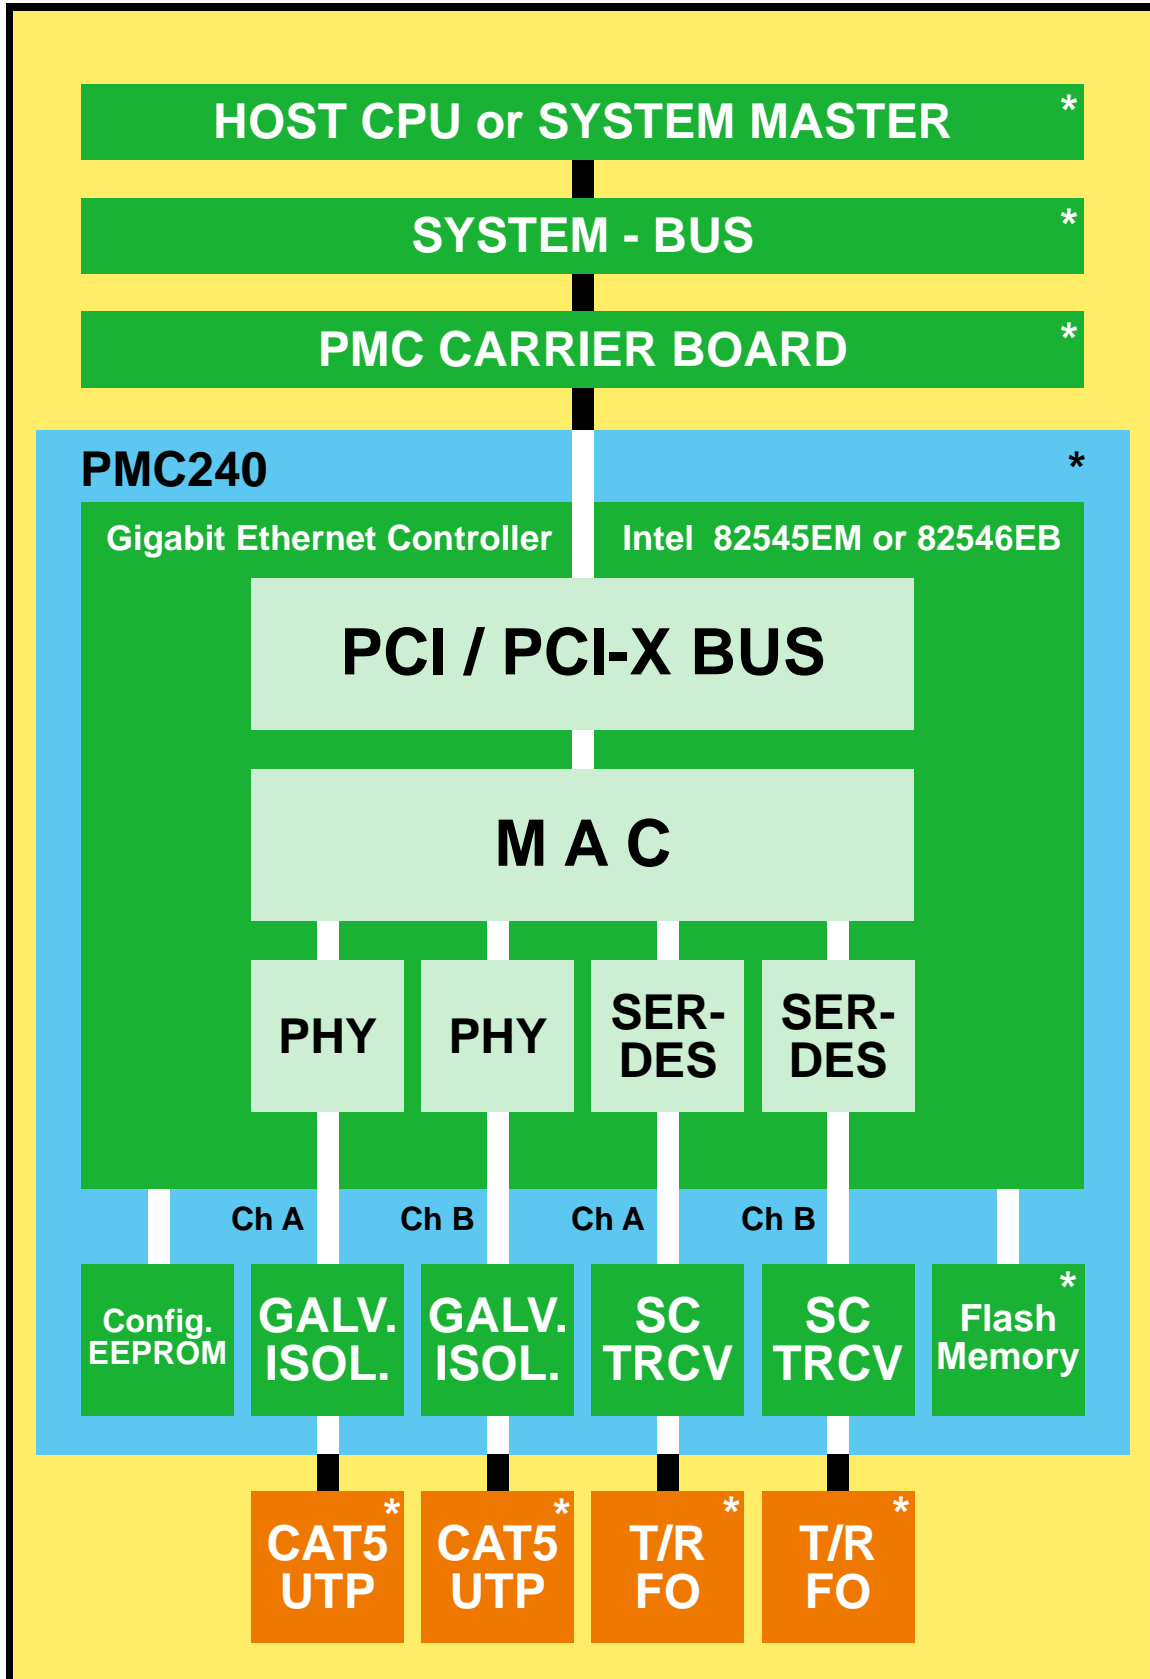 HOST CPU or SYSTEM MASTER *
SYSTEM - BUS *
PMC CARRIER BOARD *
PMC240 *
Gigabit Ethernet Controller Intel 82545EM or 82546EB
PCI / PCI-X BUS
M A C
PHY
PHY
SER-
DES
SER-
DES
Ch A
Ch B
Ch A
Ch B
Config.
EEPROM
GALV.
ISOL.
GALV.
ISOL.
SC
TRCV
SC
TRCV
*
Flash
Memory
*
CAT5
UTP
*
CAT5
UTP
*
T/R
FO
*
T/R
FO